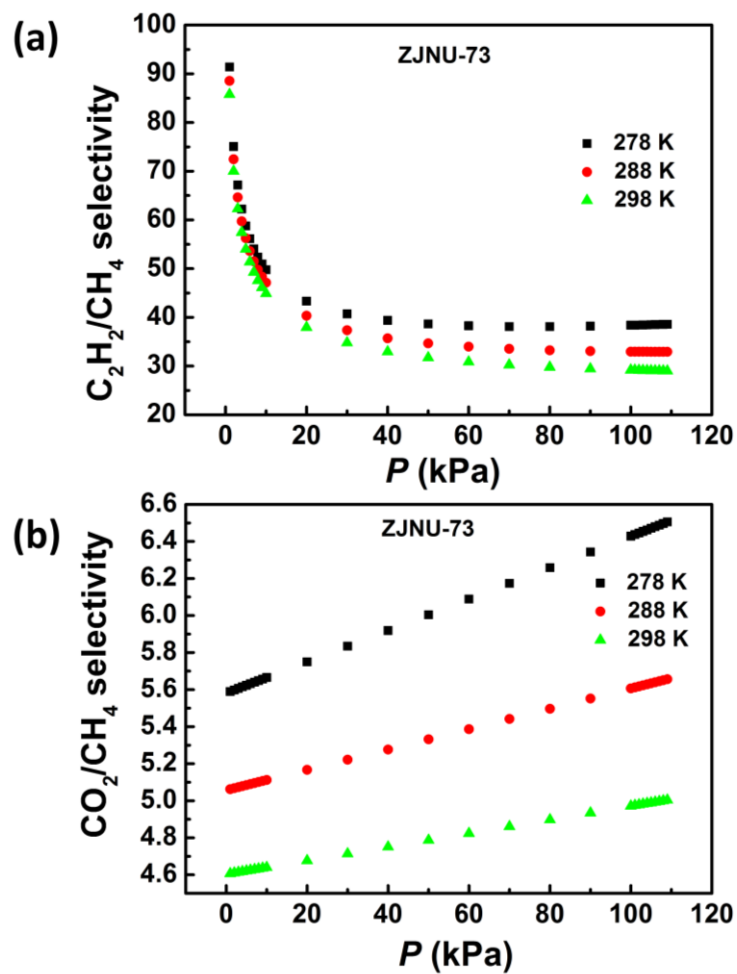 (a)
ZJNU-73
C₂H₂/CH₄ selectivity
100
90
80
70
60
50
40
30
20
278 K
288 K
298 K
0 20 40 60 80 100 120
P (kPa)
(b)
ZJNU-73
CO₂/CH₄ selectivity
6.6
6.4
6.2
6.0
5.8
5.6
5.4
5.2
5.0
4.8
4.6
278 K
288 K
298 K
0 20 40 60 80 100 120
P (kPa)